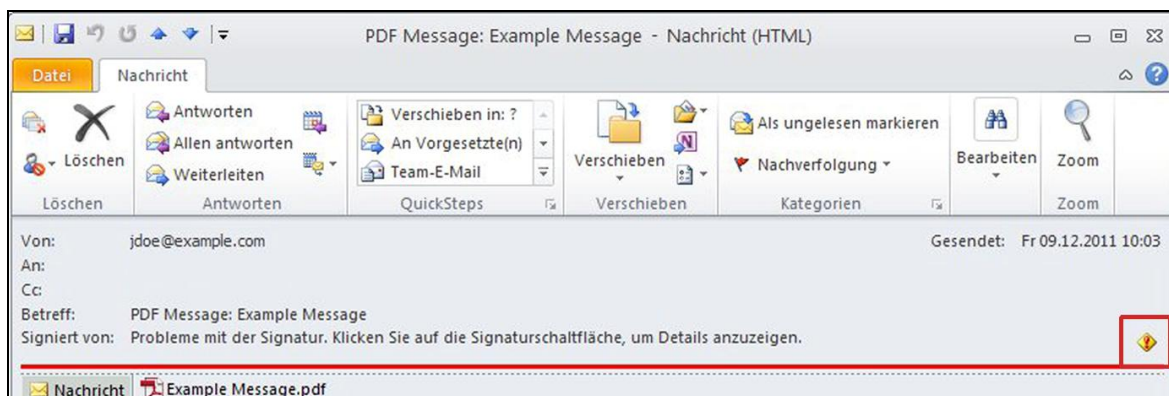 PDF Message: Example Message - Nachricht (HTML)
Datei Nachricht
Löschen
Antworten
Allen antworten
Weiterleiten
Verschieben in: ?
An Vorgesetzte(n)
Team-E-Mail
Verschieben
Als ungelesen markieren
Nachverfolgung
Bearbeiten
Zoom
Löschen Antworten QuickSteps Verschieben Kategorien Zoom
Von: jdoe@example.com Gesendet: Fr 09.12.2011 10:03
An:
Cc:
Betreff: PDF Message: Example Message
Signiert von: Probleme mit der Signatur. Klicken Sie auf die Signaturschaltfläche, um Details anzuzeigen.
Nachricht Example Message.pdf